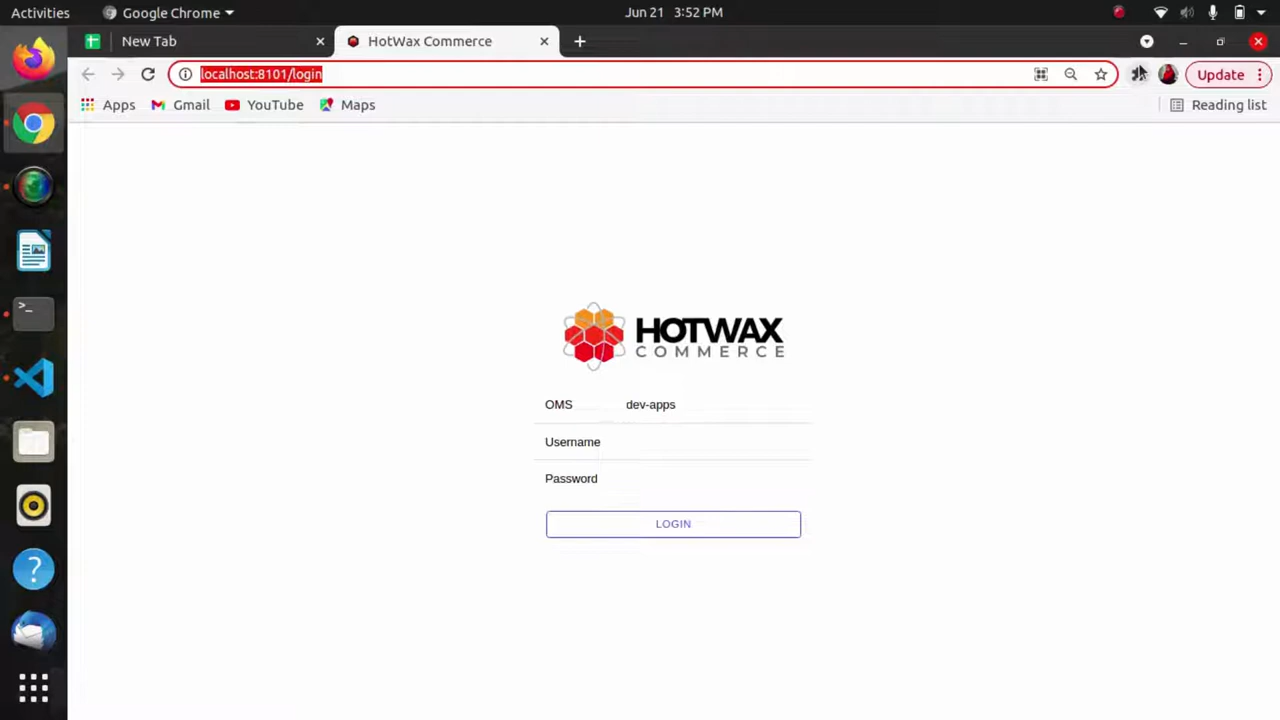 Activities
Google Chrome
Jun 21 3:52 PM
New Tab
HotWax Commerce
localhost:8101/login
Update
Apps
Gmail
YouTube
Maps
Reading list
HOTWAX
COMMERCE
OMS dev-apps
Username
Password
LOGIN